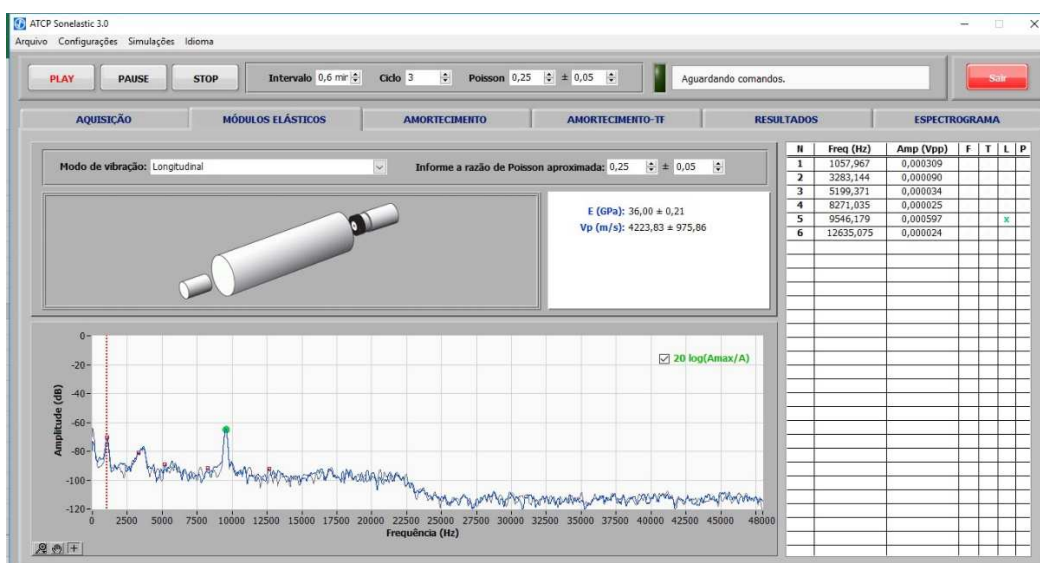 ATCP Sonelastic 3.0
Arquivo Configurações Simulações Idioma
PLAY PAUSE STOP Intervalo 0,6 mir Ciclo 3 Poisson 0,25 ± 0,05 Aguardando comandos. Sair
AQUISIÇÃO MÓDULOS ELÁSTICOS AMORTECIMENTO AMORTECIMENTO-TF RESULTADOS ESPECTROGRAMA
Modo de vibração: Longitudinal Informe a razão de Poisson aproximada: 0,25 ± 0,05
E (GPa): 36,00 ± 0,21
Vp (m/s): 4223,83 ± 975,86
N Freq (Hz) Amp (Vpp) F T L P
1 1057,967 0,000309
2 3283,144 0,000090
3 5199,371 0,000034
4 8271,035 0,000025
5 9546,179 0,000597 x
6 12635,075 0,000024
20 log(Amax/A)
Amplitude (dB)
0
-20
-40
-60
-80
-100
-120
0 2500 5000 7500 10000 12500 15000 17500 20000 22500 25000 27500 30000 32500 35000 37500 40000 42500 45000 48000
Frequência (Hz)